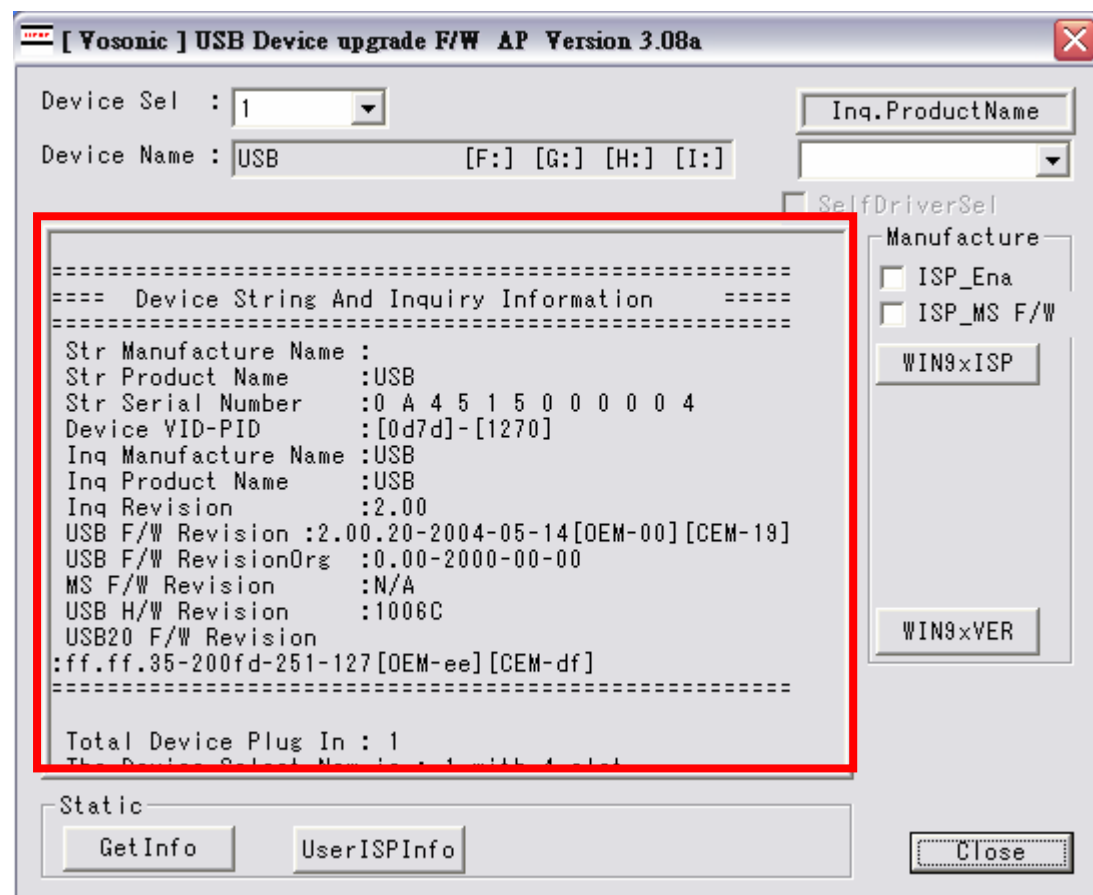 [ Vosonic ] USB Device upgrade F/W AP Version 3.08a
Device Sel : 1
Inq.ProductName
Device Name : USB [F:] [G:] [H:] [I:]
SelfDriverSel
Manufacture
ISP_Ena
ISP_MS F/W
WIN9xISP
WIN9xVER
=====================================================
==== Device String And Inquiry Information =====
=====================================================
Str Manufacture Name :
Str Product Name :USB
Str Serial Number :0 A 4 5 1 5 0 0 0 0 0 4
Device VID-PID :[0d7d]-[1270]
Inq Manufacture Name :USB
Inq Product Name :USB
Inq Revision :2.00
USB F/W Revision :2.00.20-2004-05-14[OEM-00][CEM-19]
USB F/W RevisionOrg :0.00-2000-00-00
MS F/W Revision :N/A
USB H/W Revision :1006C
USB20 F/W Revision
:ff.ff.35-200fd-251-127[OEM-ee][CEM-df]
=====================================================
Total Device Plug In : 1
Static
GetInfo
UserISPInfo
Close